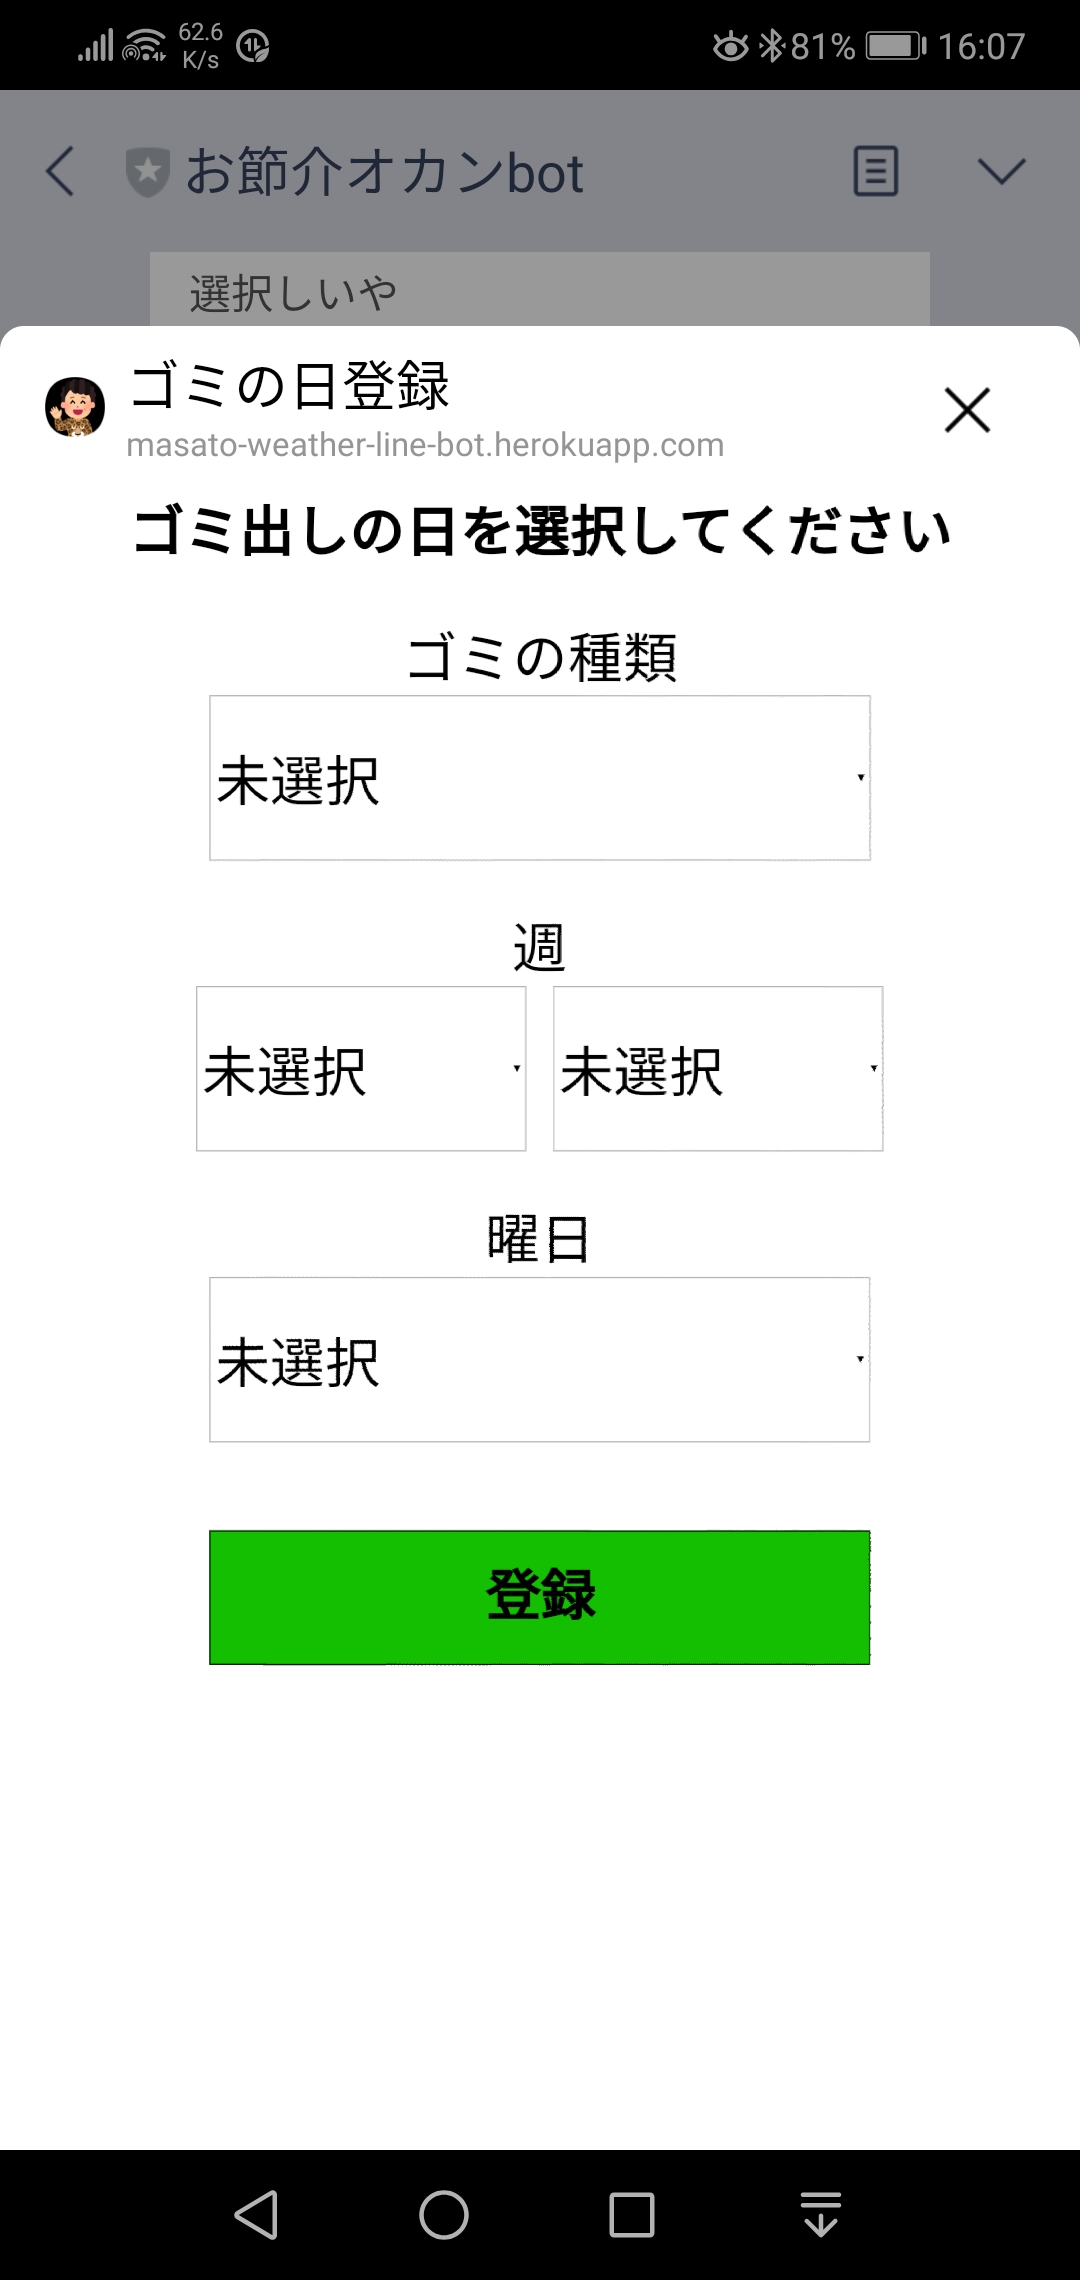 62.6
K/s
81%
16:07
お節介オカンbot
選択しいや
ゴミの日登録
masato-weather-line-bot.herokuapp.com
ゴミ出しの日を選択してください
ゴミの種類
未選択
週
未選択 未選択
曜日
未選択
登録